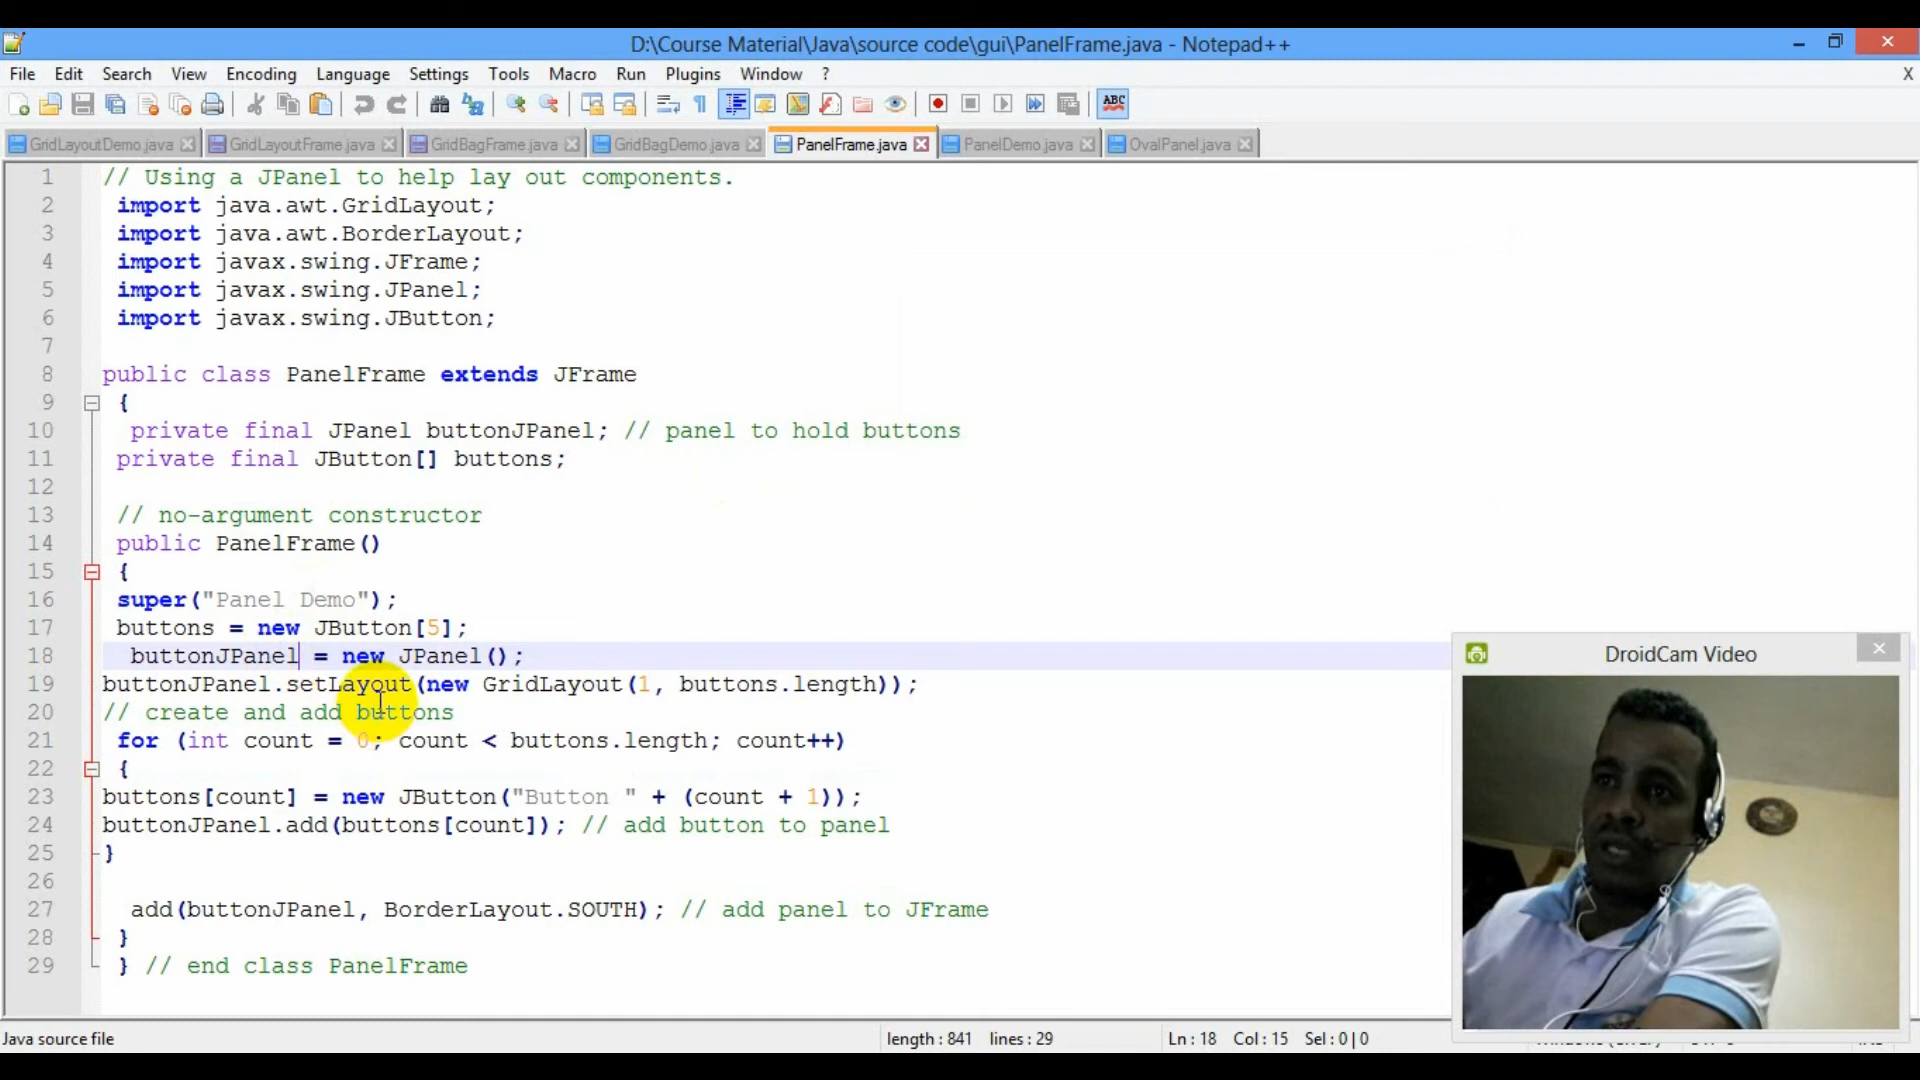 D:\Course Material\Java\source code\gui\PanelFrame.java - Notepad++
File Edit Search View Encoding Language Settings Tools Macro Run Plugins Window ? X
ABC
GridLayoutDemo.java GridLayoutFrame.java GridBagFrame.java GridBagDemo.java PanelFrame.java PanelDemo.java OvalPanel.java
1 // Using a JPanel to help lay out components.
2 import java.awt.GridLayout;
3 import java.awt.BorderLayout;
4 import javax.swing.JFrame;
5 import javax.swing.JPanel;
6 import javax.swing.JButton;
7
8 public class PanelFrame extends JFrame
9 {
10 private final JPanel buttonJPanel; // panel to hold buttons
11 private final JButton[] buttons;
12
13 // no-argument constructor
14 public PanelFrame()
15 {
16 super("Panel Demo");
17 buttons = new JButton[5];
18 buttonJPanel = new JPanel();
19 buttonJPanel.setLayout(new GridLayout(1, buttons.length));
20 // create and add buttons
21 for (int count = 0; count < buttons.length; count++)
22 {
23 buttons[count] = new JButton("Button " + (count + 1));
24 buttonJPanel.add(buttons[count]); // add button to panel
25 }
26
27 add(buttonJPanel, BorderLayout.SOUTH); // add panel to JFrame
28 }
29 } // end class PanelFrame
DroidCam Video
Java source file length : 841 lines : 29 Ln : 18 Col : 15 Sel : 0 | 0